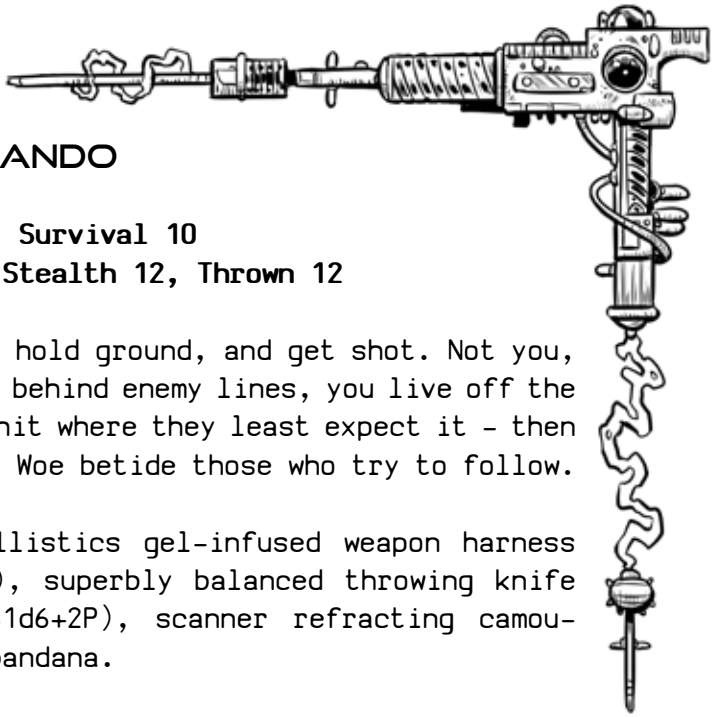 ANDO
Survival 10
Stealth 12, Thrown 12
hold ground, and get shot. Not you,
behind enemy lines, you live off the
hit where they least expect it - then
Woe betide those who try to follow.
llistics gel-infused weapon harness
), superbly balanced throwing knife
1d6+2P), scanner refracting camou-
bandana.